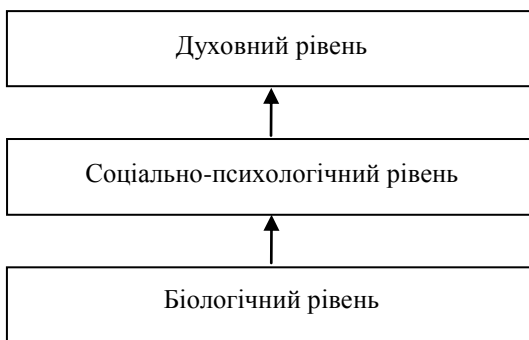 Духовний рівень
Соціально-психологічний рівень
Біологічний рівень